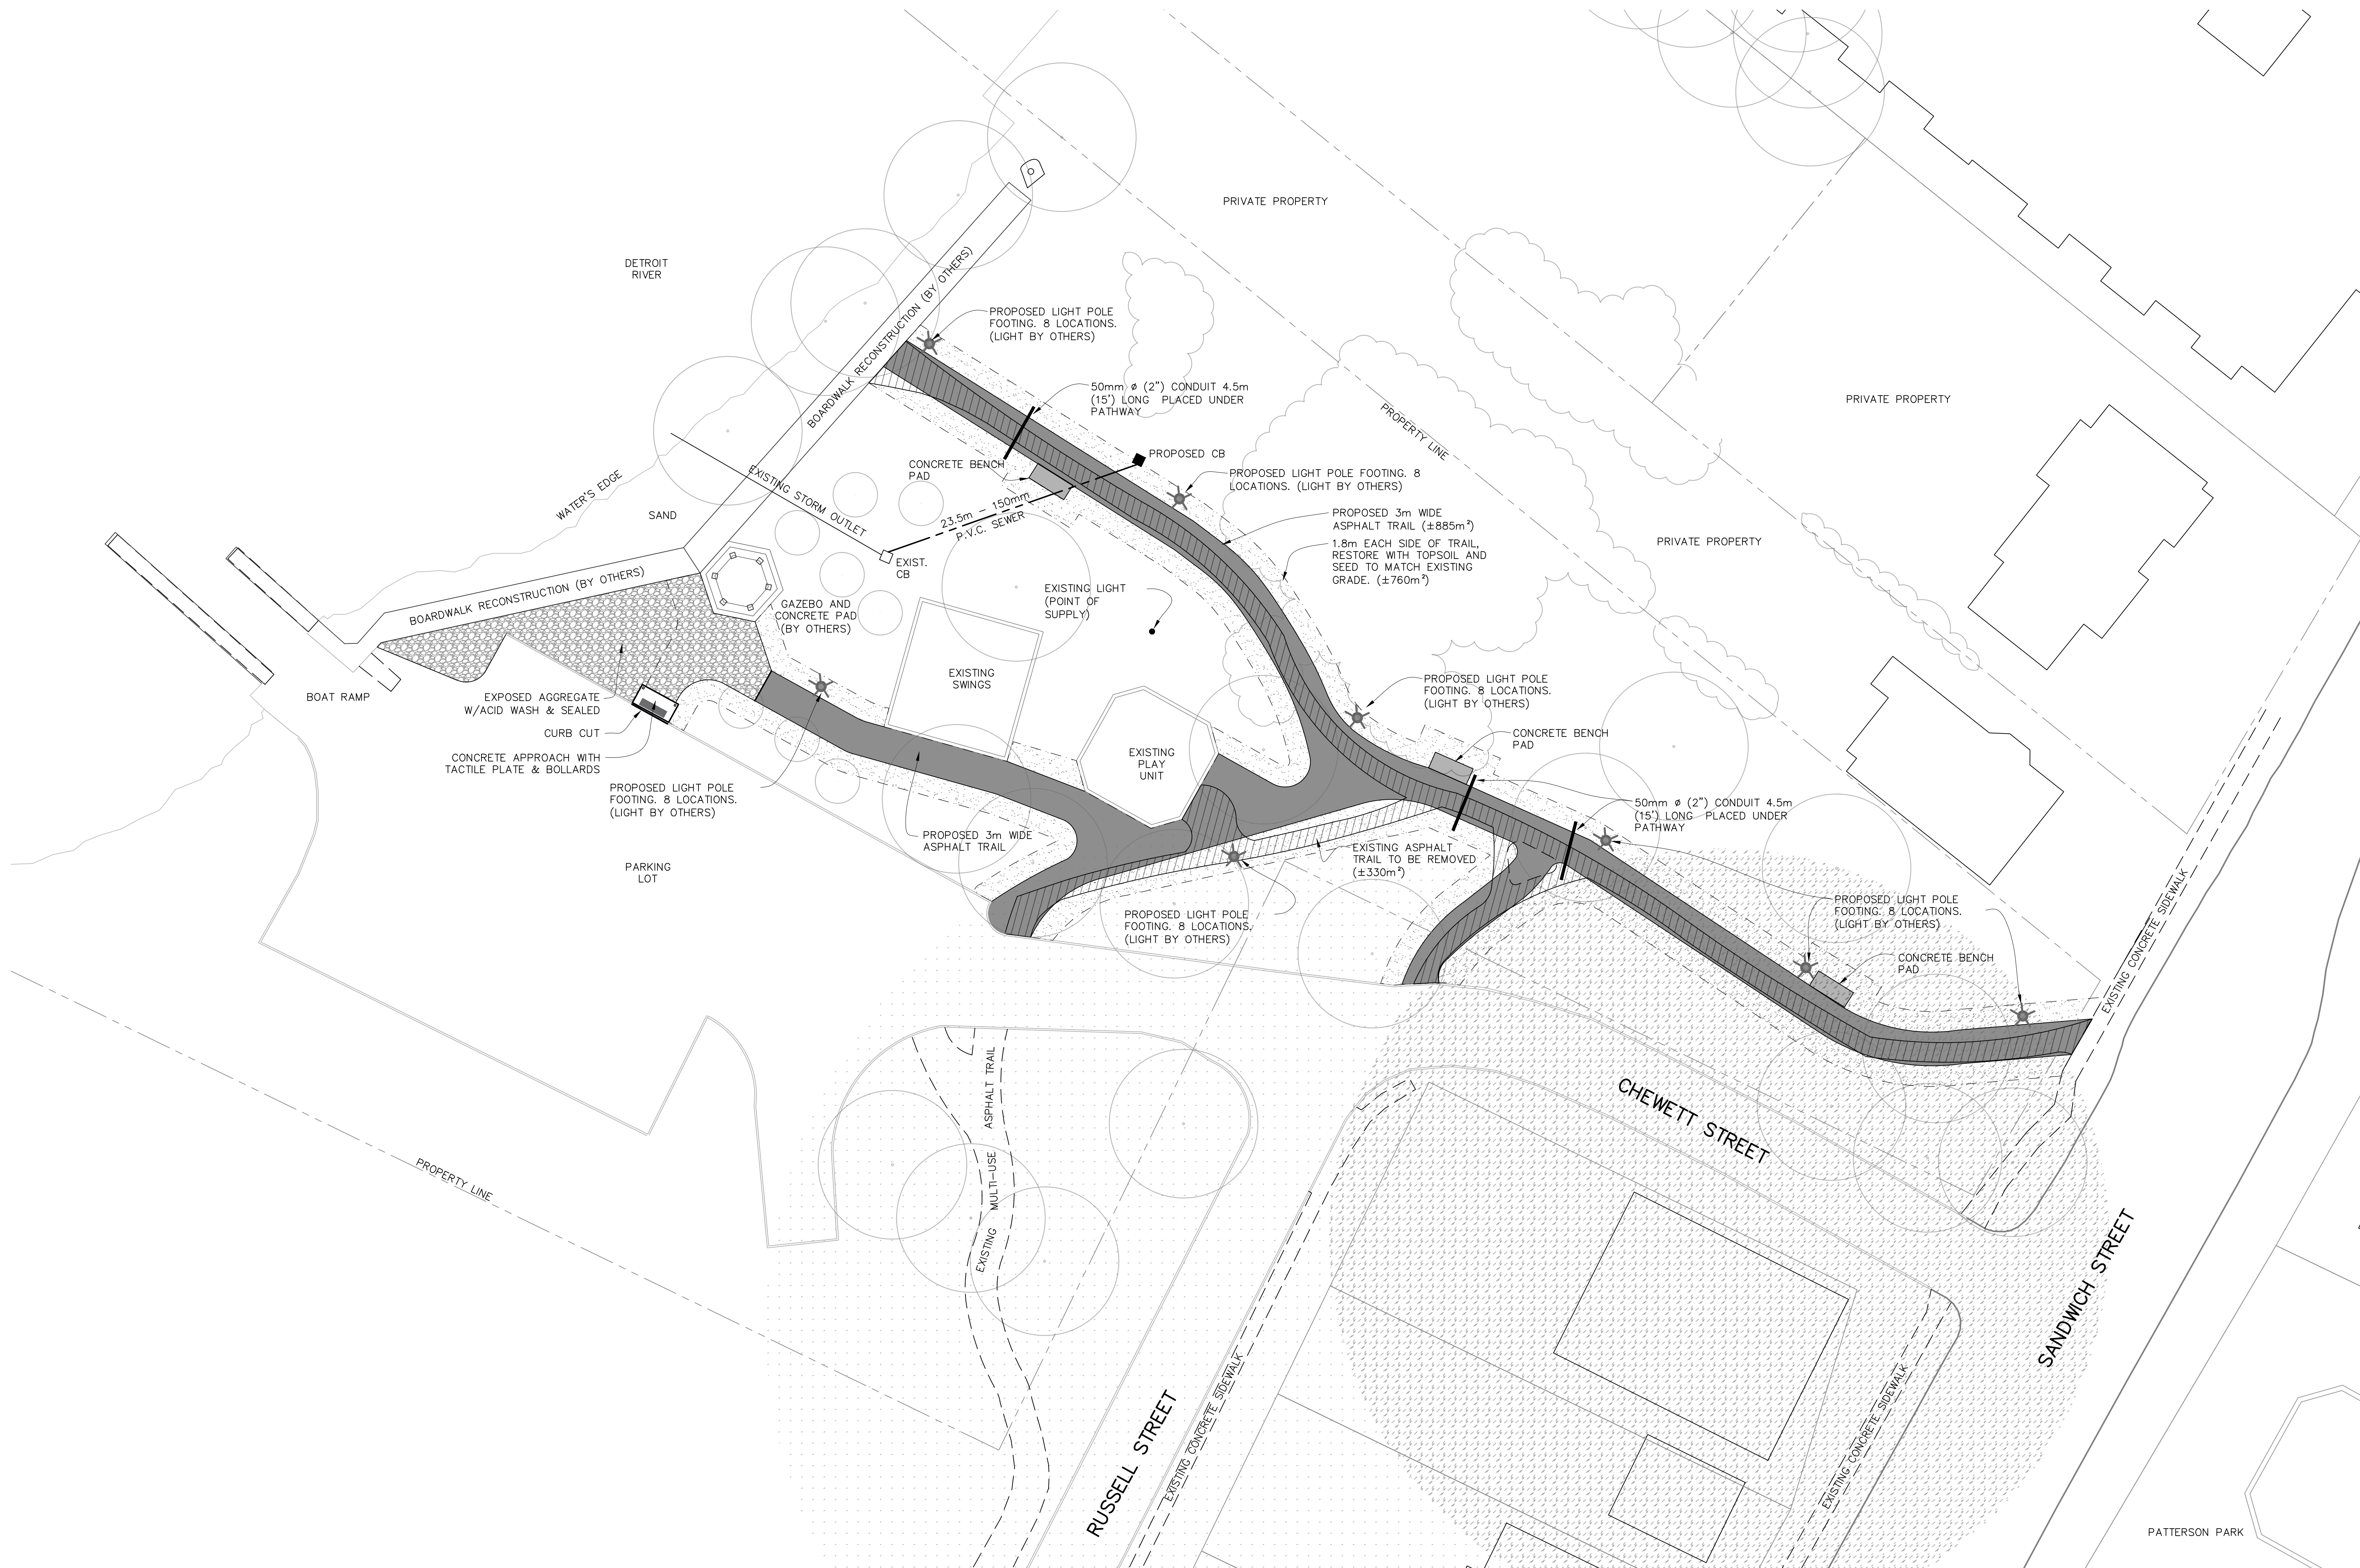 PRIVATE PROPERTY
DETROIT
RIVER
BOARDWALK RECONSTRUCTION (BY OTHERS)
PROPOSED LIGHT POLE
FOOTING. 8 LOCATIONS.
(LIGHT BY OTHERS)
50mm ø (2") CONDUIT 4.5m
(15') LONG PLACED UNDER
PATHWAY
PROPERTY LINE
PRIVATE PROPERTY
CONCRETE BENCH
PAD
PROPOSED CB
PROPOSED LIGHT POLE FOOTING. 8
LOCATIONS. (LIGHT BY OTHERS)
WATER'S EDGE
EXISTING STORM OUTLET
SAND
23.5m - 150mm
P.V.C. SEWER
PROPOSED 3m WIDE
ASPHALT TRAIL (±885m²)
1.8m EACH SIDE OF TRAIL,
RESTORE WITH TOPSOIL AND
SEED TO MATCH EXISTING
GRADE. (±760m²)
PRIVATE PROPERTY
EXIST.
CB
BOARDWALK RECONSTRUCTION (BY OTHERS)
EXISTING LIGHT
(POINT OF
SUPPLY)
GAZEBO AND
CONCRETE PAD
(BY OTHERS)
EXISTING
SWINGS
BOAT RAMP
EXPOSED AGGREGATE
W/ACID WASH & SEALED
CURB CUT
CONCRETE APPROACH WITH
TACTILE PLATE & BOLLARDS
PROPOSED LIGHT POLE
FOOTING. 8 LOCATIONS.
(LIGHT BY OTHERS)
CONCRETE BENCH
PAD
EXISTING
PLAY
UNIT
PROPOSED LIGHT POLE
FOOTING. 8 LOCATIONS.
(LIGHT BY OTHERS)
50mm ø (2") CONDUIT 4.5m
(15') LONG PLACED UNDER
PATHWAY
PROPOSED 3m WIDE
ASPHALT TRAIL
EXISTING ASPHALT
TRAIL TO BE REMOVED
(±330m²)
PARKING
LOT
PROPOSED LIGHT POLE
FOOTING. 8 LOCATIONS.
(LIGHT BY OTHERS)
PROPOSED LIGHT POLE
FOOTING. 8 LOCATIONS.
(LIGHT BY OTHERS)
CONCRETE BENCH
PAD
EXISTING CONCRETE SIDEWALK
PROPERTY LINE
EXISTING MULTI-USE ASPHALT TRAIL
CHEWETT STREET
SANDWICH STREET
RUSSELL STREET
EXISTING CONCRETE SIDEWALK
EXISTING CONCRETE SIDEWALK
PATTERSON PARK